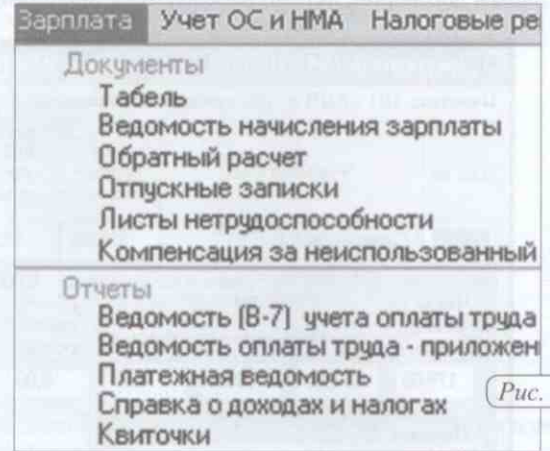 Зарплата Учет ОС и НМА Налоговые ре
Документы
Табель
Ведомость начисления зарплаты
Обратный расчет
Отпускные записки
Листы нетрудоспособности
Компенсация за неиспользованный
Отчеты
Ведомость (В-7) учета оплаты труда
Ведомость оплаты труда - приложен
Платежная ведомость
Рис.
Справка о доходах и налогах
Квиточки